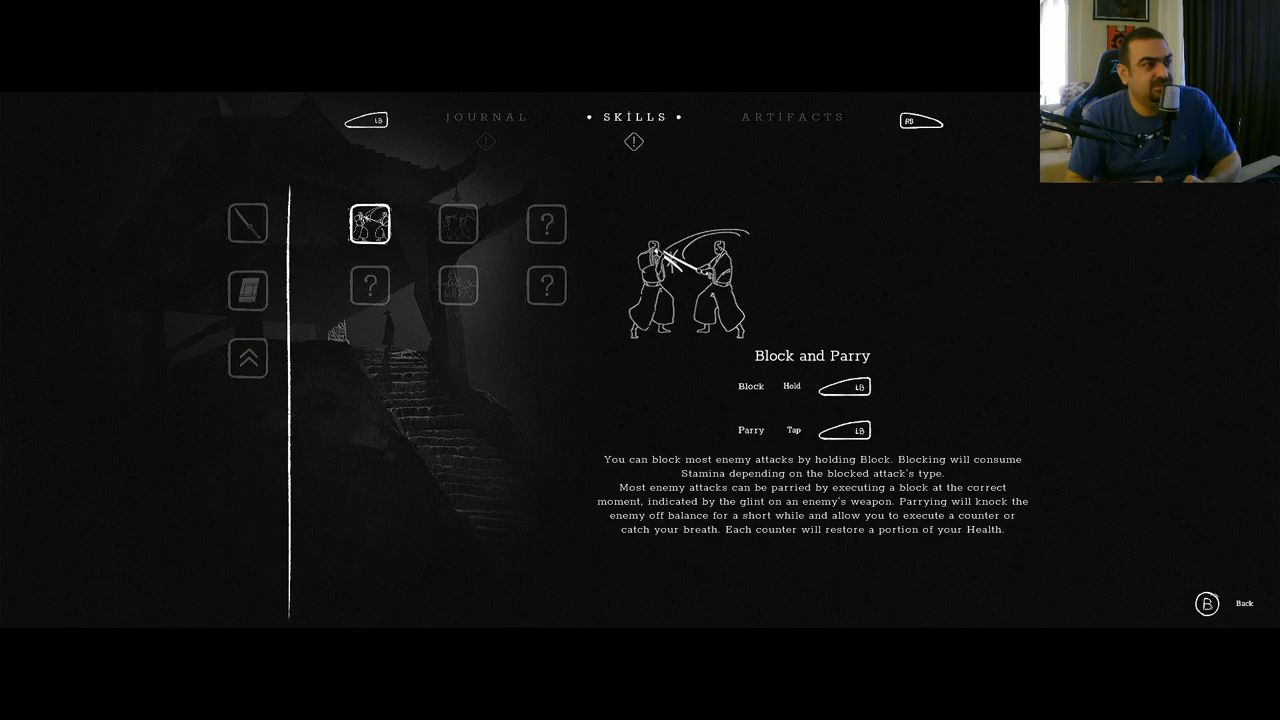 LB
JOURNAL
• SKİLLS •
ARTİFACTS
RB
!
!
?
?
?
Block and Parry
Block Hold LB
Parry Tap LB
You can block most enemy attacks by holding Block. Blocking will consume
Stamina depending on the blocked attack's type.
Most enemy attacks can be parried by executing a block at the correct
moment, indicated by the glint on an enemy's weapon. Parrying will knock the
enemy off balance for a short while and allow you to execute a counter or
catch your breath. Each counter will restore a portion of your Health.
B Back